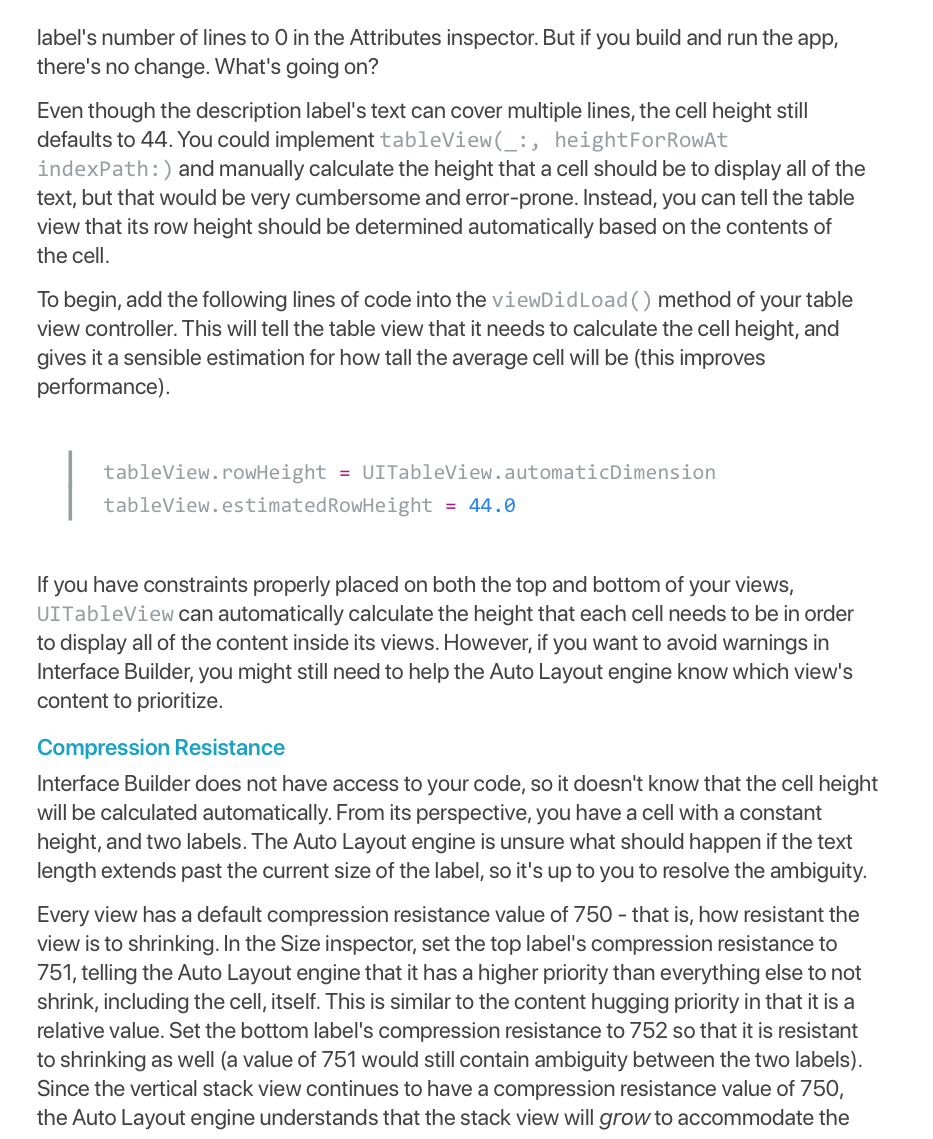 label's number of lines to 0 in the Attributes inspector. But if you build and run the app,
there's no change. What's going on?
Even though the description label's text can cover multiple lines, the cell height still
defaults to 44. You could implement tableView(_:, heightForRowAt
indexPath:) and manually calculate the height that a cell should be to display all of the
text, but that would be very cumbersome and error-prone. Instead, you can tell the table
view that its row height should be determined automatically based on the contents of
the cell.
To begin, add the following lines of code into the viewDidLoad() method of your table
view controller. This will tell the table view that it needs to calculate the cell height, and
gives it a sensible estimation for how tall the average cell will be (this improves
performance).
tableView.rowHeight = UITableView.automaticDimension
tableView.estimatedRowHeight = 44.0
If you have constraints properly placed on both the top and bottom of your views,
UITableView can automatically calculate the height that each cell needs to be in order
to display all of the content inside its views. However, if you want to avoid warnings in
Interface Builder, you might still need to help the Auto Layout engine know which view's
content to prioritize.
Compression Resistance
Interface Builder does not have access to your code, so it doesn't know that the cell height
will be calculated automatically. From its perspective, you have a cell with a constant
height, and two labels. The Auto Layout engine is unsure what should happen if the text
length extends past the current size of the label, so it's up to you to resolve the ambiguity.
Every view has a default compression resistance value of 750 - that is, how resistant the
view is to shrinking. In the Size inspector, set the top label's compression resistance to
751, telling the Auto Layout engine that it has a higher priority than everything else to not
shrink, including the cell, itself. This is similar to the content hugging priority in that it is a
relative value. Set the bottom label's compression resistance to 752 so that it is resistant
to shrinking as well (a value of 751 would still contain ambiguity between the two labels).
Since the vertical stack view continues to have a compression resistance value of 750,
the Auto Layout engine understands that the stack view will grow to accommodate the